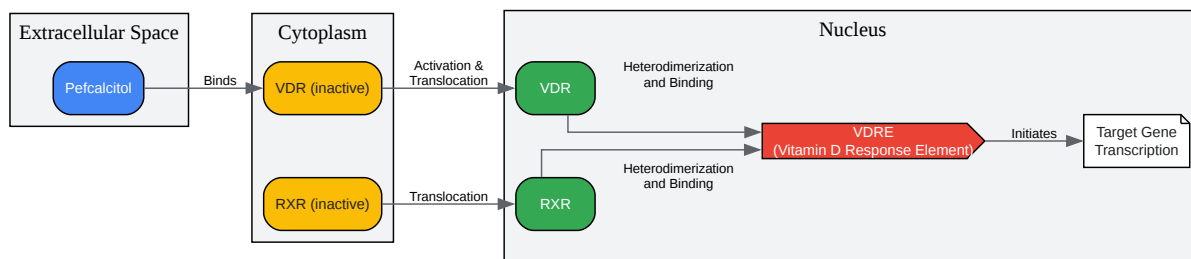 Extracellular Space
Cytoplasm
Nucleus
Pefcalcitol
Binds
VDR (inactive)
Activation &
Translocation
VDR
Heterodimerization
and Binding
VDRE
(Vitamin D Response Element)
Initiates
Target Gene
Transcription
RXR (inactive)
Translocation
RXR
Heterodimerization
and Binding